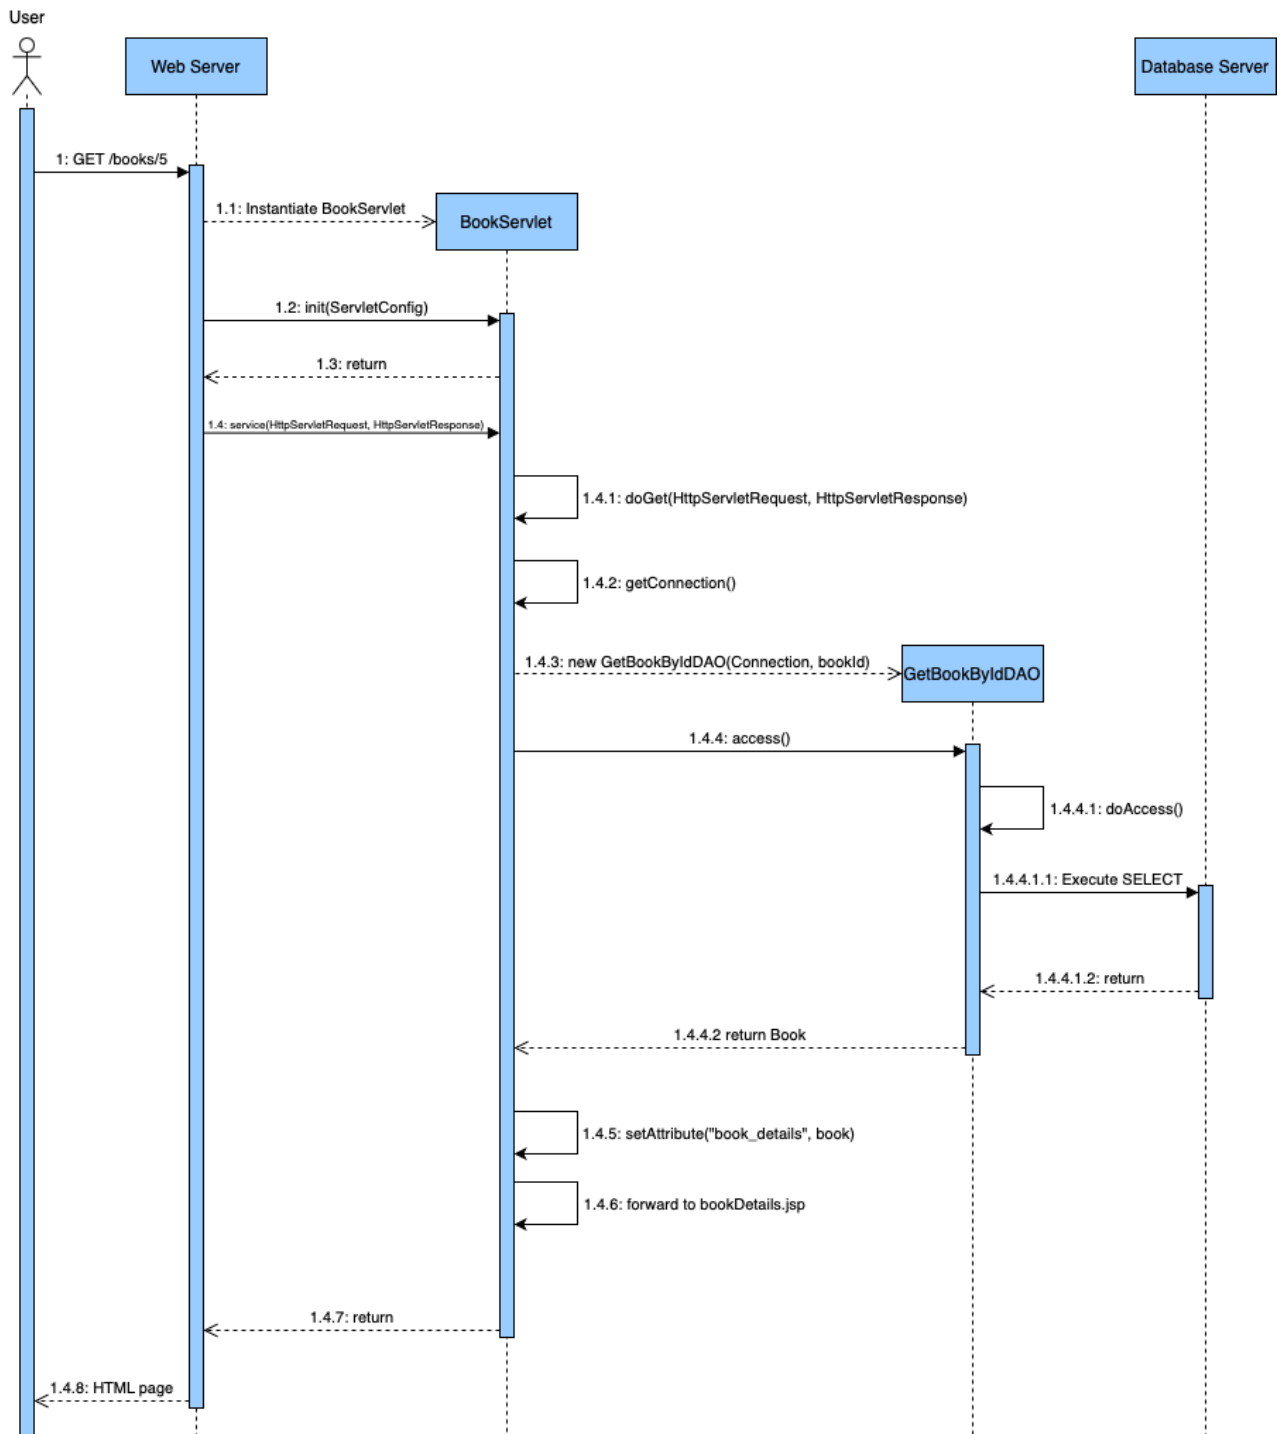 User
Web Server
Database Server
1: GET /books/5
1.1: Instantiate BookServlet
BookServlet
1.2: init(ServletConfig)
1.3: return
1.4: service(HttpServletRequest, HttpServletResponse)
1.4.1: doGet(HttpServletRequest, HttpServletResponse)
1.4.2: getConnection()
1.4.3: new GetBookByIdDAO(Connection, bookId)
GetBookByIdDAO
1.4.4: access()
1.4.4.1: doAccess()
1.4.4.1.1: Execute SELECT
1.4.4.1.2: return
1.4.4.2 return Book
1.4.5: setAttribute("book_details", book)
1.4.6: forward to bookDetails.jsp
1.4.7: return
1.4.8: HTML page